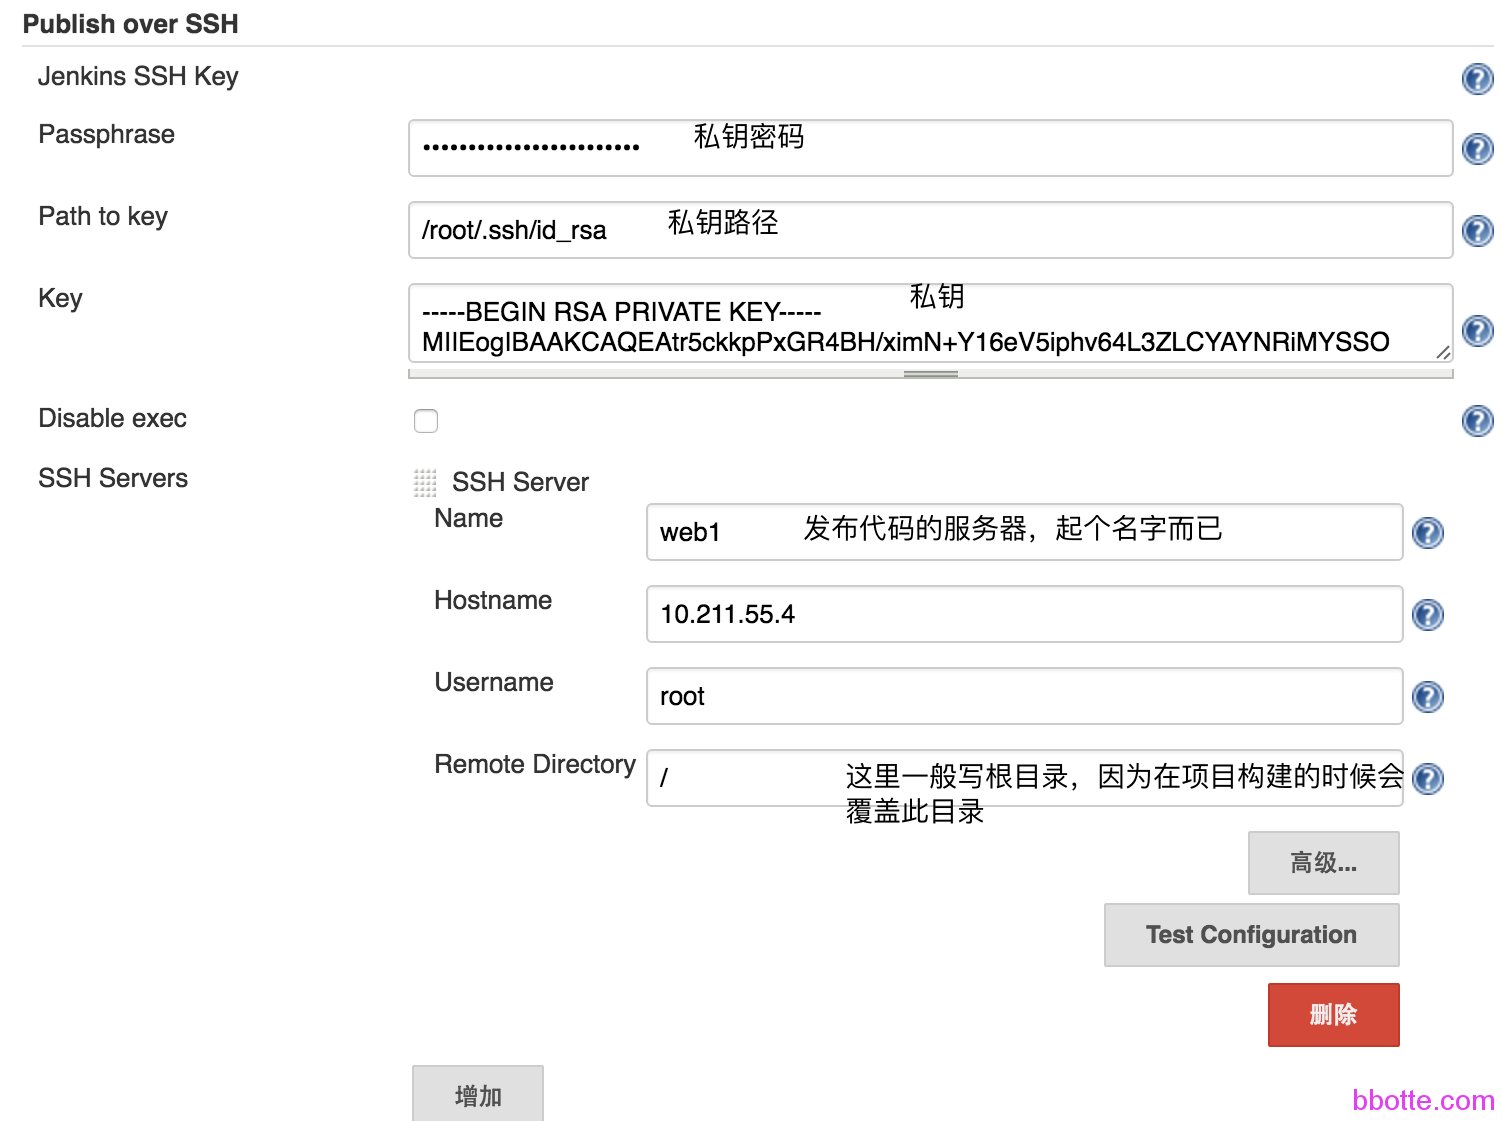 Publish over SSH
Jenkins SSH Key
Passphrase
........................ 私钥密码
Path to key
/root/.ssh/id_rsa 私钥路径
Key
私钥
-----BEGIN RSA PRIVATE KEY-----
MIIEogIBAAKCAQEAtr5ckkpPxGR4BH/ximN+Y16eV5iphv64L3ZLCYAYNRiMYSSO
Disable exec
SSH Servers
SSH Server
Name
web1 发布代码的服务器，起个名字而已
Hostname
10.211.55.4
Username
root
Remote Directory
/ 这里一般写根目录，因为在项目构建的时候会
覆盖此目录
高级...
Test Configuration
删除
增加
bbotte.com